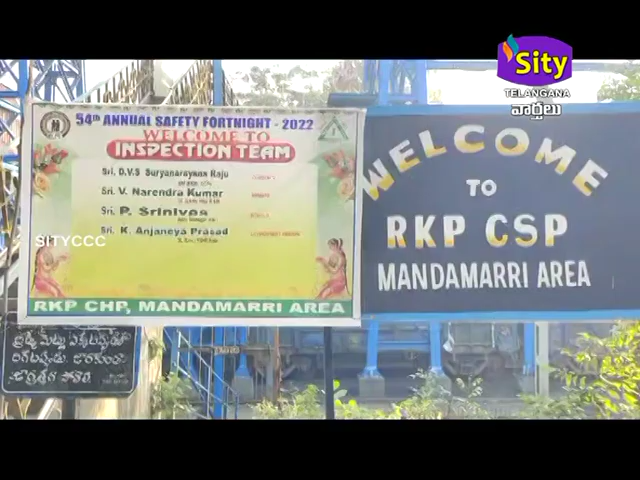 Sity
TELANGANA
వార్తలు
54th ANNUAL SAFETY FORTNIGHT - 2022
WELCOME TO
INSPECTION TEAM
Sri. D.V.S Suryanarayana Raju
Sri. V. Narendra Kumar
Sri. P. Srinivas
Sri. K. Anjaneya Prasad
RKP CHP, MANDAMARRI AREA
SITYCCC
WELCOME
TO
RKP CSP
MANDAMARRI AREA